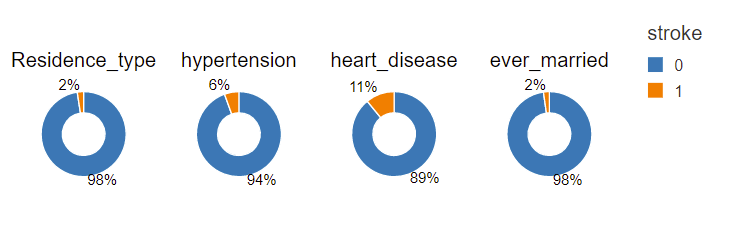 stroke
Residence_type hypertension heart_disease ever_married
0
1
2% 6% 11% 2%
98% 94% 89% 98%